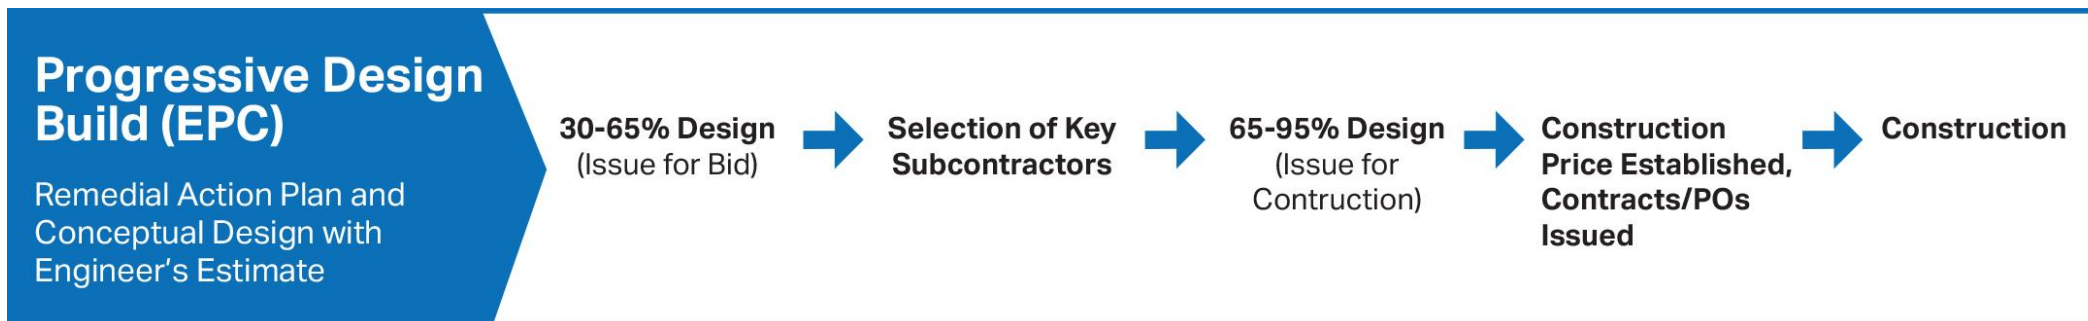 Progressive Design
Build (EPC)
Remedial Action Plan and
Conceptual Design with
Engineer's Estimate
30-65% Design
(Issue for Bid)
Selection of Key
Subcontractors
65-95% Design
(Issue for
Contruction)
Construction
Price Established,
Contracts/POs
Issued
Construction